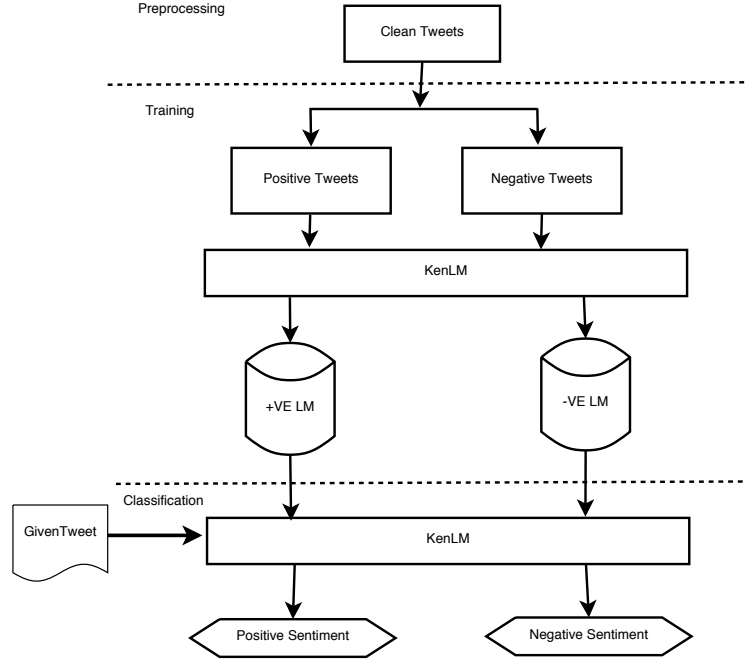 Preprocessing
Clean Tweets
Training
Positive Tweets
Negative Tweets
KenLM
+VE LM
-VE LM
Classification
GivenTweet
KenLM
Positive Sentiment
Negative Sentiment